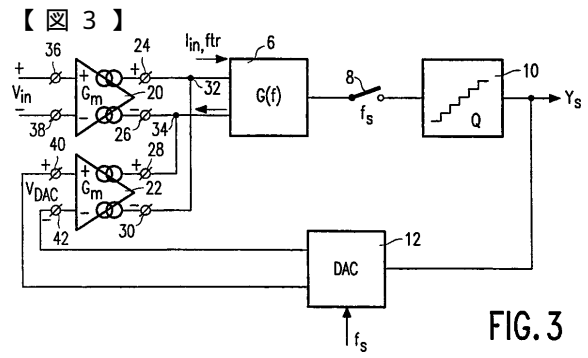 【図3】
36
24
I_in,ftr
6
8
10
+
+
32
+
V_in
G_m
20
G(f)
f_s
Q
Y_s
−
−
−
38
26
34
40
28
+
+
+
V_DAC
G_m
22
−
−
−
42
30
12
DAC
f_s
FIG. 3